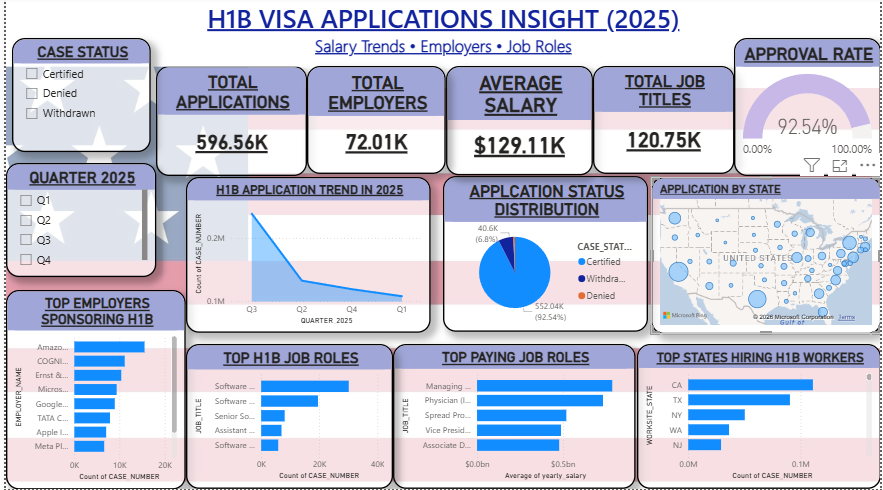 H1B VISA APPLICATIONS INSIGHT (2025)
Salary Trends • Employers • Job Roles
CASE STATUS
Certified
Denied
Withdrawn
TOTAL
APPLICATIONS
596.56K
TOTAL
EMPLOYERS
72.01K
AVERAGE
SALARY
$129.11K
TOTAL JOB
TITLES
120.75K
APPROVAL RATE
92.54%
0.00%
100.00%
QUARTER 2025
Q1
Q2
Q3
Q4
H1B APPLICATION TREND IN 2025
Count of CASE_NUMBER
0.2M
0.1M
Q3
Q2
Q4
Q1
QUARTER 2025
APPLCATION STATUS
DISTRIBUTION
40.6K
(6.8%)
552.04K
(92.54%)
CASE_STAT...
Certified
Withdra...
Denied
APPLICATION BY STATE
UNITED STATES
Microsoft Bing
© 2026 Microsoft Corporation Terms
Gulf of
TOP EMPLOYERS
SPONSORING H1B
EMPLOYER_NAME
Amazo...
COGNI...
Ernst &...
Micros...
Google...
TATA C...
Apple I...
Meta Pl...
0K
10K
20K
Count of CASE_NUMBER
TOP H1B JOB ROLES
JOB_TITLE
Software ...
Software ...
Senior So...
Assistant ...
Software ...
0K
20K
40K
Count of CASE_NUMBER
TOP PAYING JOB ROLES
JOB_TITLE
Managing ...
Physician (I...
Spread Pro...
Vice Presid...
Associate D...
$0.0bn
$0.5bn
Average of yearly_salary
TOP STATES HIRING H1B WORKERS
WORKSITE_STATE
CA
TX
NY
WA
NJ
0.0M
0.1M
Count of CASE_NUMBER